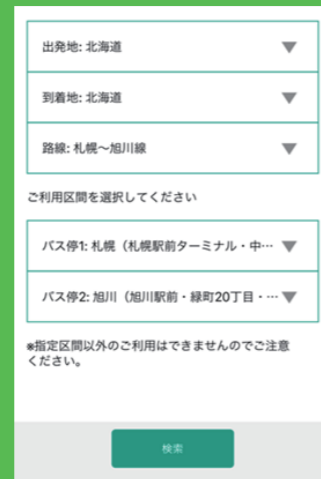 出発地: 北海道
到着地: 北海道
路線: 札幌〜旭川線
ご利用区間を選択してください
バス停1: 札幌（札幌駅前ターミナル・中…
バス停2: 旭川（旭川駅前・緑町20丁目・…
※指定区間以外のご利用はできませんのでご注意
ください。
検索